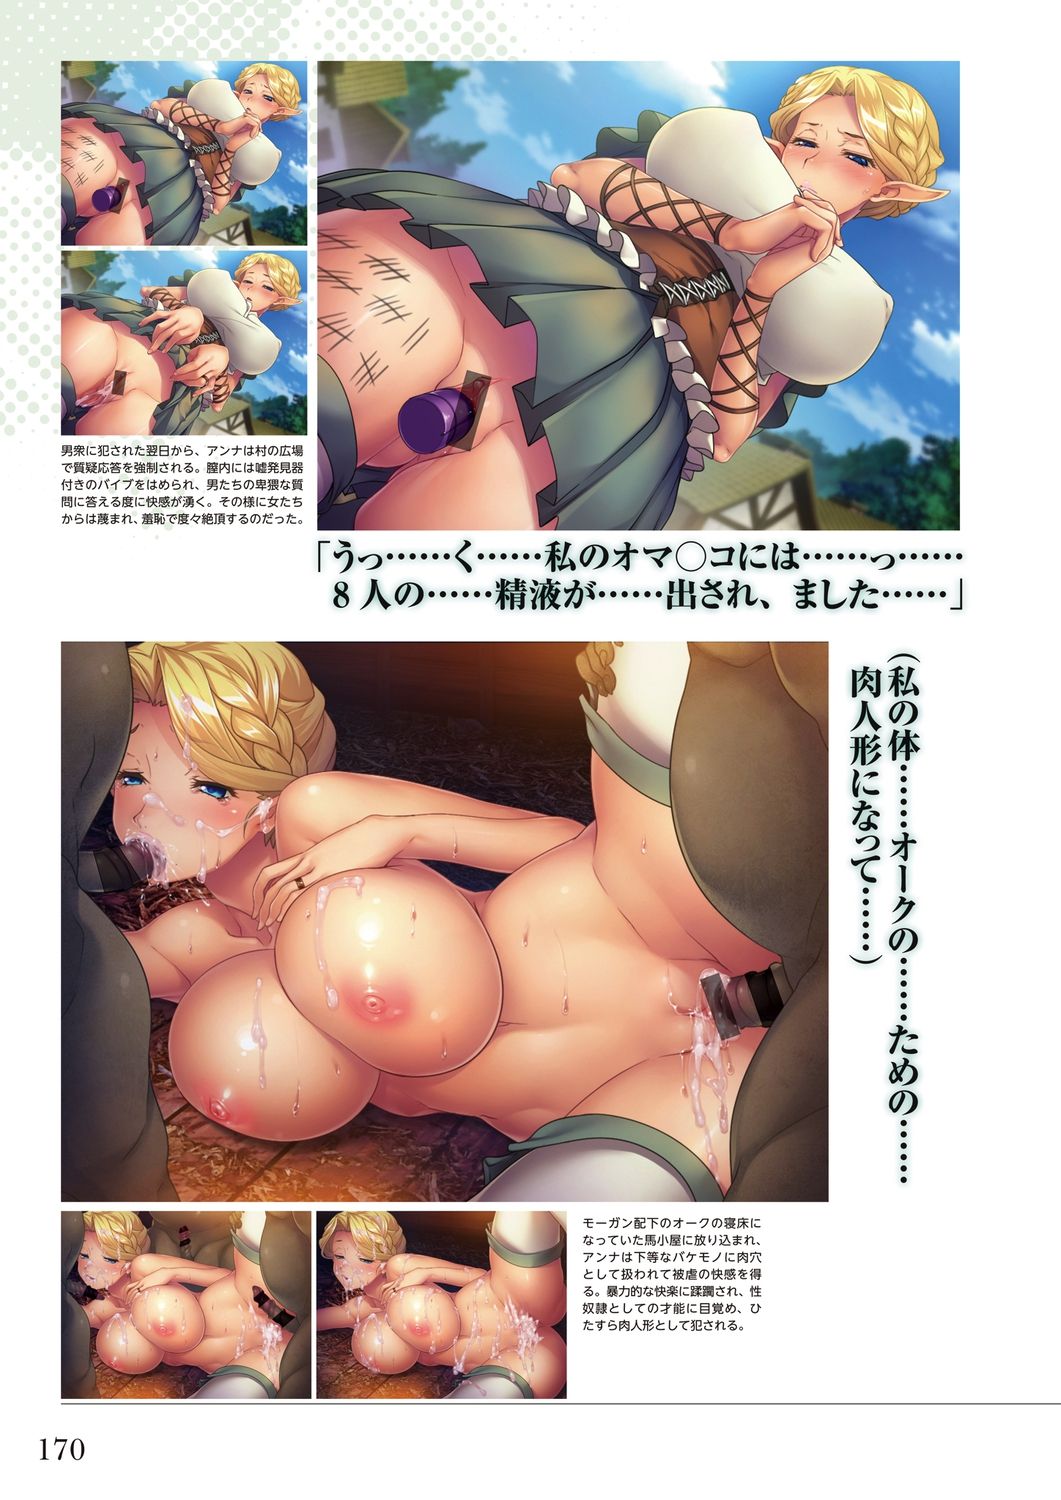 男衆に犯された翌日から、アンナは村の広場
で質疑応答を強制される。膣内には嘘発見器
付きのバイブをはめられ、男たちの卑猥な質
問に答える度に快感が湧く。その様に女たち
からは蔑まれ、羞恥で度々絶頂するのだった。
「うっ……く……私のオマ〇コには……っ……
8人の……精液が……出され、ました……」
(私の体……オークの……ための……
肉人形になって……)
モーガン配下のオークの寝床に
なっていた馬小屋に放り込まれ、
アンナは下等なバケモノに肉穴
として扱われて被虐の快感を得
る。暴力的な快楽に蹂躙され、性
奴隷としての才能に目覚め、ひ
たすら肉人形として犯される。
170